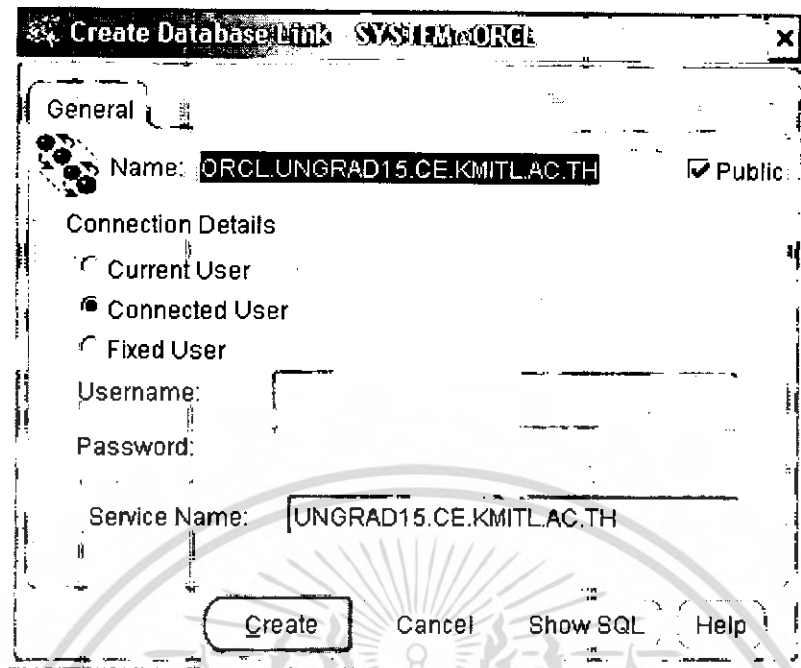 Create Database Link SYSTEM@ORCL
General
Name: ORCL.UNGRAD15.CE.KMITL.AC.TH Public
Connection Details
Current User
Connected User
Fixed User
Username:
Password:
Service Name: UNGRAD15.CE.KMITL.AC.TH
Create Cancel Show SQL Help